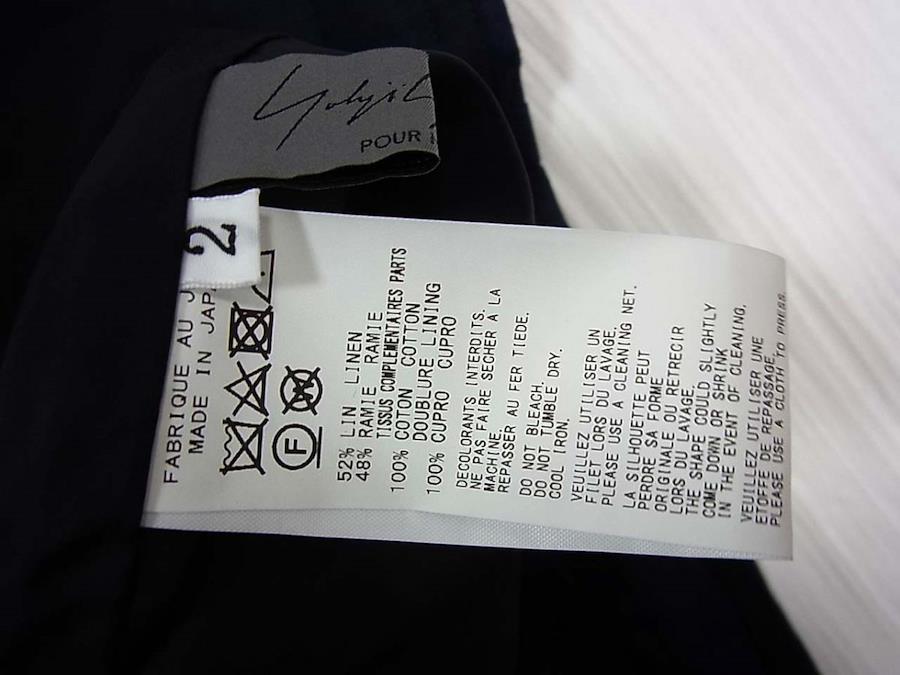 Yohji
POUR
2
FABRIQUE AU J
MADE IN JAP
F
52% LIN LINEN
48% RAMIE RAMIE
TISSUS COMPLEMENTAIRES PARTS
100% COTON COTTON
DOUBLURE LINING
100% CUPRO CUPRO
DECOLORANTS INTERDITS.
NE PAS FAIRE SECHER À LA
MACHINE.
REPASSER AU FER TIEDE.
DO NOT BLEACH.
DO NOT TUMBLE DRY.
COOL IRON.
VEUILLEZ UTILISER UN
FILET LORS DU LAVAGE.
PLEASE USE A CLEANING NET.
LA SILHOUETTE PEUT
PERDRE SA FORME
ORIGINALE OU RETRECIR
LORS DU LAVAGE.
THE SHAPE COULD SLIGHTLY
COME DOWN OR SHRINK
IN THE EVENT OF CLEANING.
VEUILLEZ UTILISER UNE
ETOFFE DE REPASSAGE.
PLEASE USE A CLOTH TO PRESS.